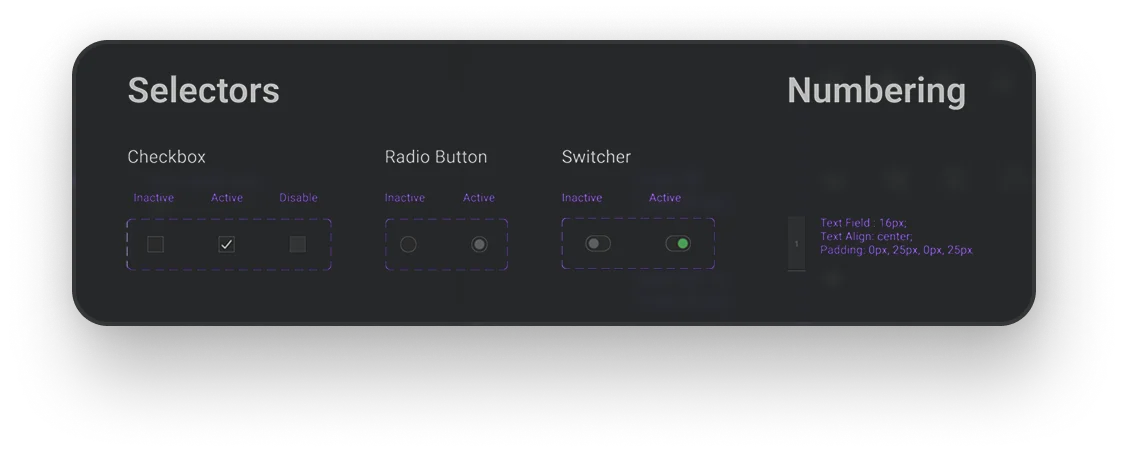 Selectors
Numbering
Checkbox
Radio Button
Switcher
Inactive
Active
Disable
Inactive
Active
Inactive
Active
1
Text Field : 16px;
Text Align: center;
Padding: 0px, 25px, 0px, 25px